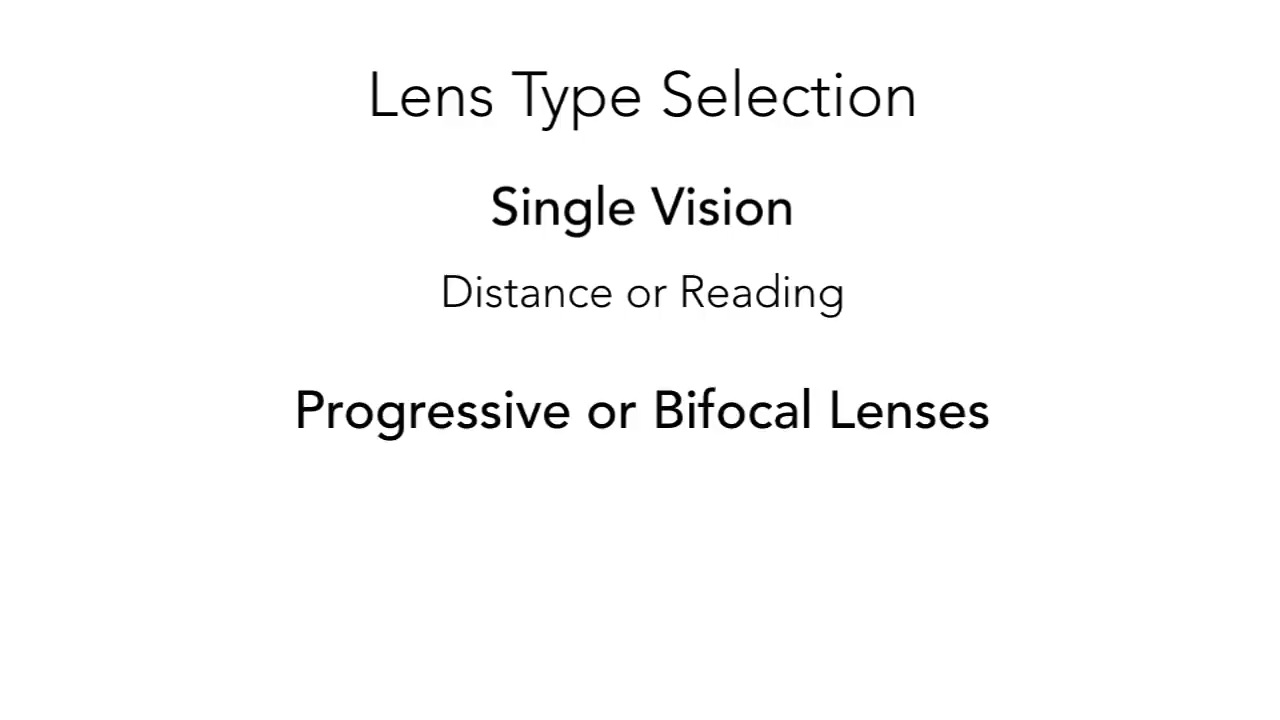 Lens Type Selection
Single Vision
Distance or Reading
Progressive or Bifocal Lenses